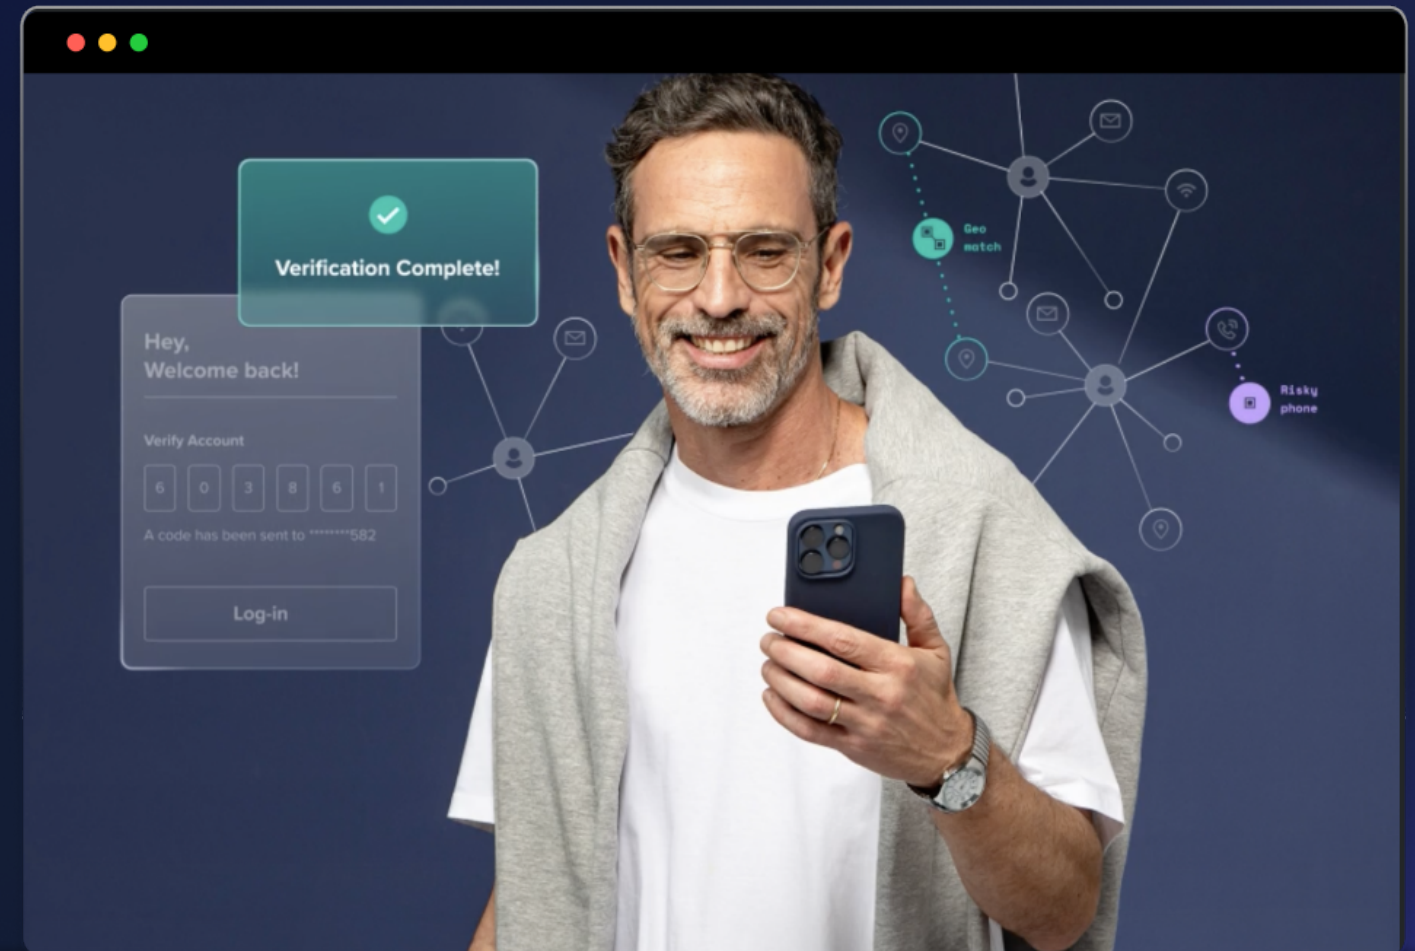 Verification Complete!
Hey,
Welcome back!
Verify Account
6 0 3 8 6 1
A code has been sent to ********582
Log-in
Geo
match
Risky
phone